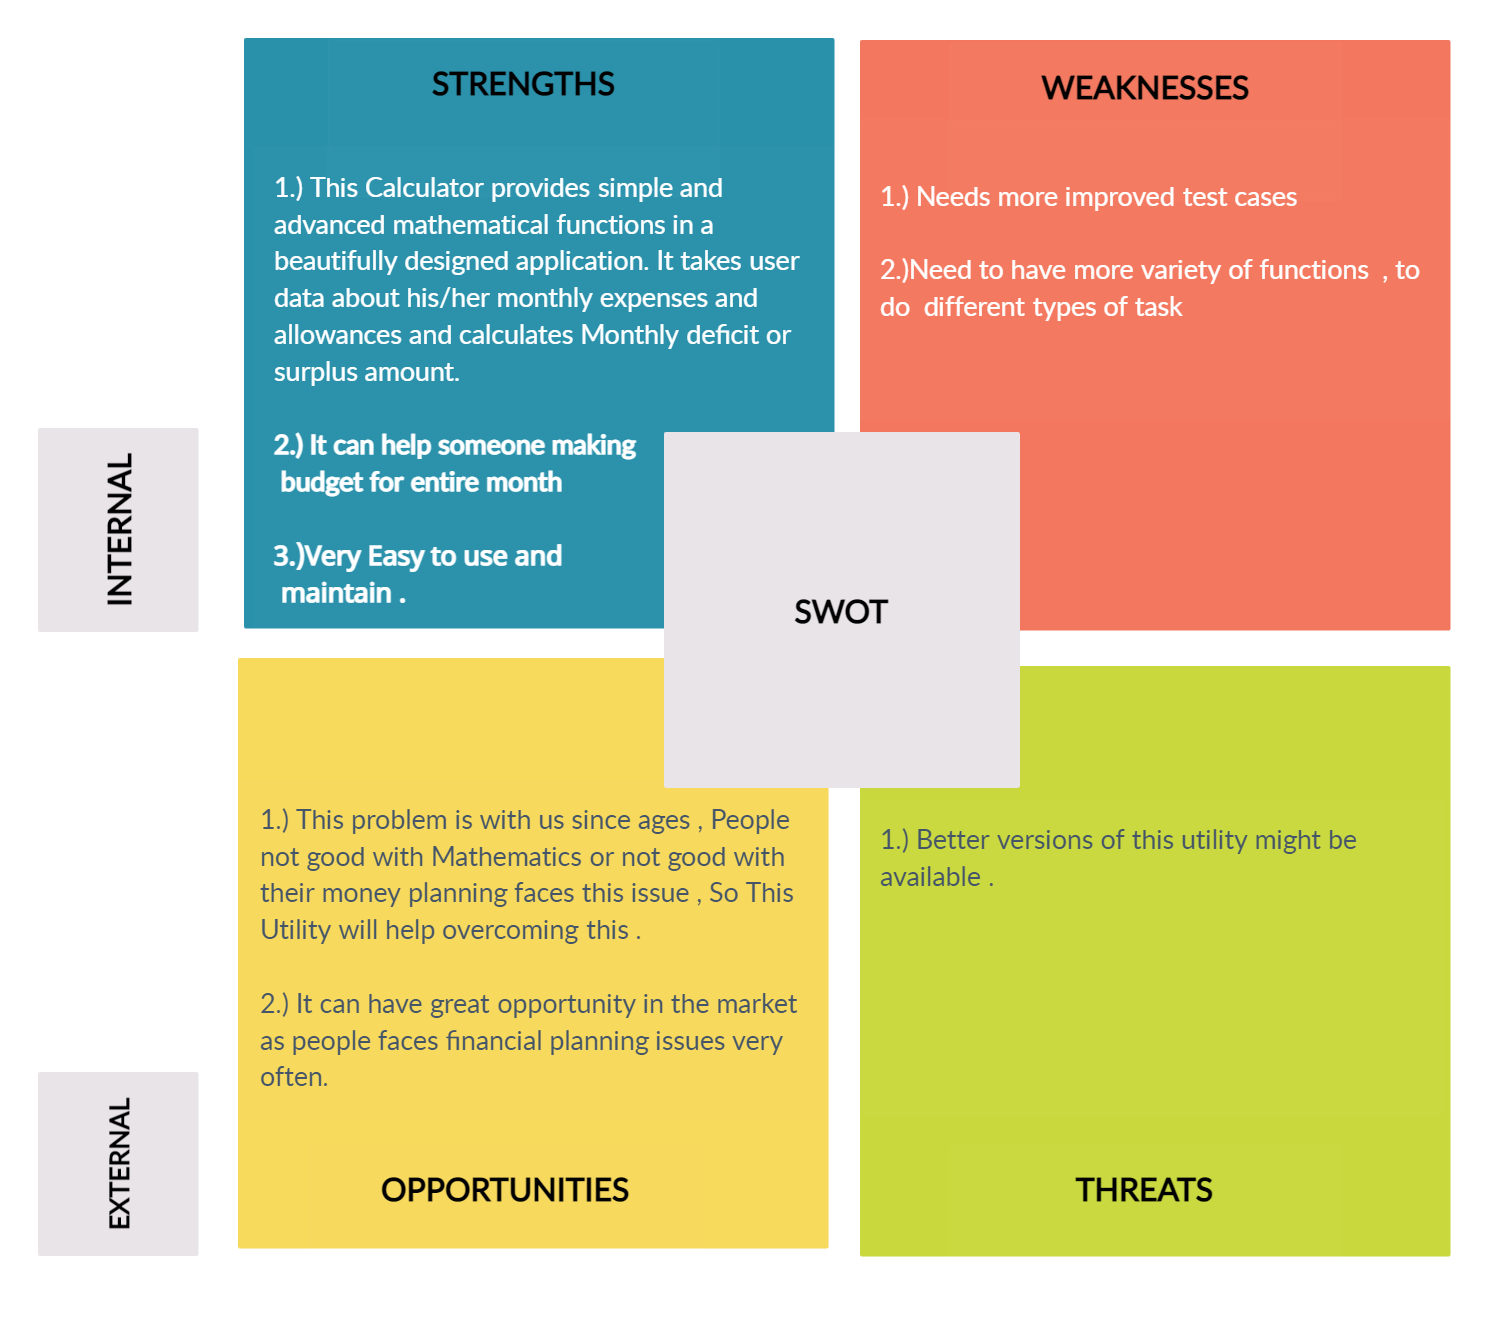 STRENGTHS
1.) This Calculator provides simple and
advanced mathematical functions in a
beautifully designed application. It takes user
data about his/her monthly expenses and
allowances and calculates Monthly deficit or
surplus amount.
2.) It can help someone making
budget for entire month
3.)Very Easy to use and
maintain .
WEAKNESSES
1.) Needs more improved test cases
2.)Need to have more variety of functions  , to
do  different types of task
INTERNAL
SWOT
1.) This problem is with us since ages , People
not good with Mathematics or not good with
their money planning faces this issue , So This
Utility will help overcoming this .
2.) It can have great opportunity in the market
as people faces financial planning issues very
often.
OPPORTUNITIES
1.) Better versions of this utility might be
available .
THREATS
EXTERNAL